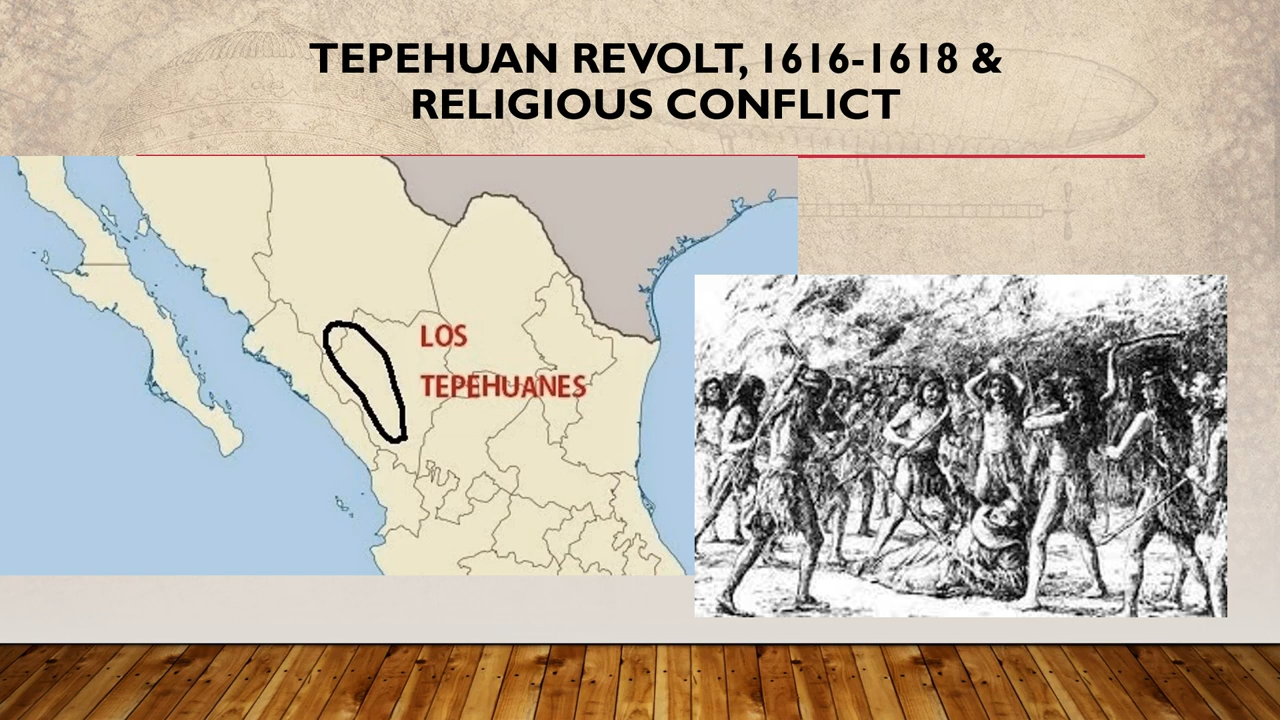 TEPEHUAN REVOLT, 1616-1618 &
RELIGIOUS CONFLICT
LOS
TEPEHUANES